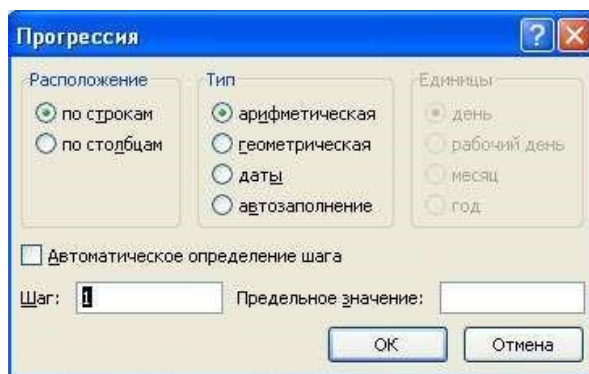 Прогрессия
Расположение
по строкам
по столбцам
Тип
арифметическая
геометрическая
даты
автозаполнение
Единицы
день
рабочий день
месяц
год
Автоматическое определение шага
Шаг: 1 Предельное значение:
ОК Отмена